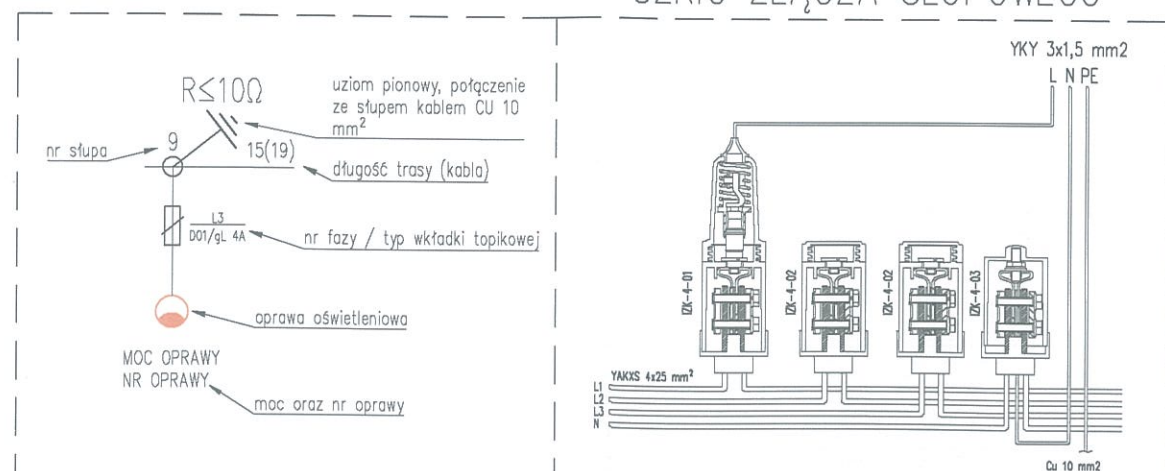 R≤10Ω
uziom pionowy, połączenie
ze słupem kablem CU 10
mm²
nr słupa
9
15(19)
długość trasy (kabla)
L3
D01/gL 4A
nr fazy / typ wkładki topikowej
oprawa oświetleniowa
MOC OPRAWY
NR OPRAWY
moc oraz nr oprawy
YKY 3x1,5 mm2
L N PE
IZK-4-01
IZK-4-02
IZK-4-02
IZK-4-03
YAKXS 4x25 mm²
L1
L2
L3
N
Cu 10 mm2